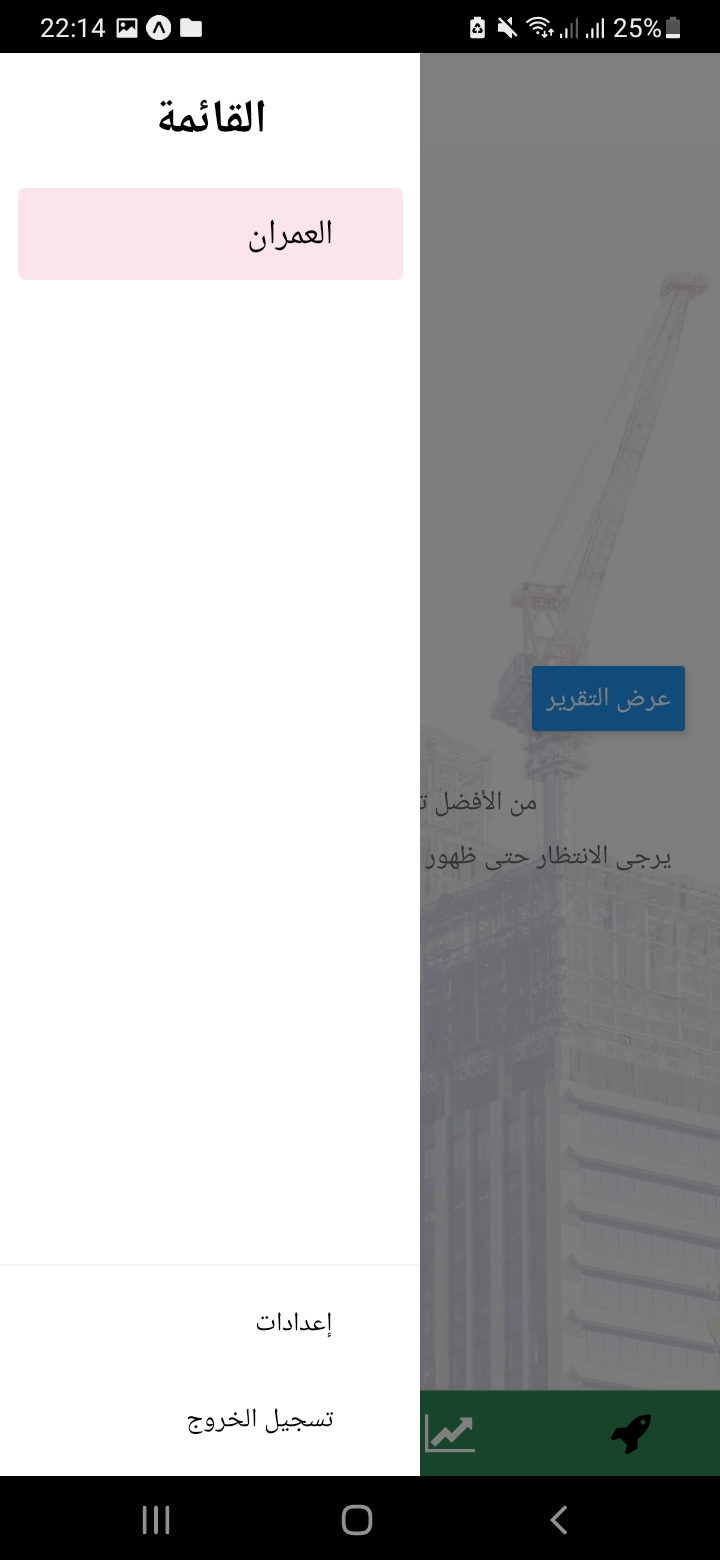 22:14
25%
القائمة
العمران
عرض التقرير
من الأفضل
يرجى الانتظار حتى ظهور
إعدادات
تسجيل الخروج